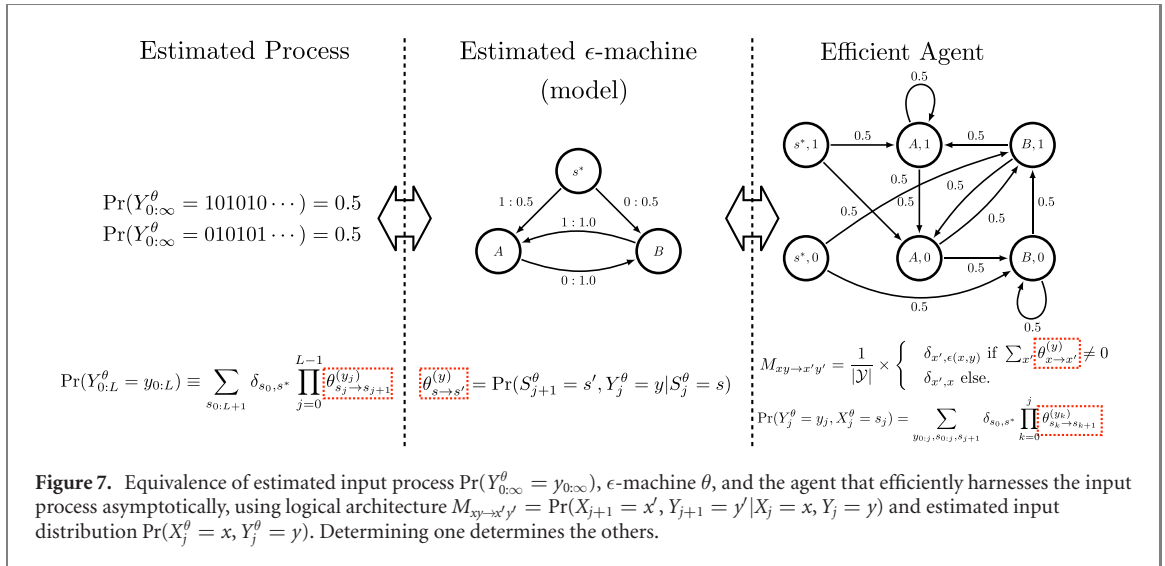 Estimated Process
Estimated ϵ-machine
(model)
Efficient Agent
Pr(Y^θ_{0:∞} = 101010 ⋯) = 0.5
Pr(Y^θ_{0:∞} = 010101 ⋯) = 0.5
s*
1 : 0.5
0 : 0.5
1 : 1.0
A
B
0 : 1.0
0.5
s*, 1
0.5
A, 1
0.5
B, 1
0.5
0.5
0.5
0.5
0.5
0.5
s*, 0
A, 0
0.5
B, 0
0.5
0.5
Pr(Y^θ_{0:L} = y_{0:L}) ≡ ∑_{s_{0:L+1}} δ_{s_0,s*} ∏_{j=0}^{L−1} θ^{(y_j)}_{s_j→s_{j+1}}
θ^{(y)}_{s→s′} = Pr(S^θ_{j+1} = s′, Y^θ_j = y|S^θ_j = s)
M_{xy→x′y′} = 1/|𝒴| × { δ_{x′,ϵ(x,y)} if ∑_{x′} θ^{(y)}_{x→x′} ≠ 0
δ_{x′,x} else.
Pr(Y^θ_j = y_j, X^θ_j = s_j) = ∑_{y_{0:j},s_{0:j},s_{j+1}} δ_{s_0,s*} ∏_{k=0}^{j} θ^{(y_k)}_{s_k→s_{k+1}}
Figure 7. Equivalence of estimated input process Pr(Y^θ_{0:∞} = y_{0:∞}), ϵ-machine θ, and the agent that efficiently harnesses the input
process asymptotically, using logical architecture M_{xy→x′y′} = Pr(X_{j+1} = x′, Y_{j+1} = y′|X_j = x, Y_j = y) and estimated input
distribution Pr(X^θ_j = x, Y^θ_j = y). Determining one determines the others.